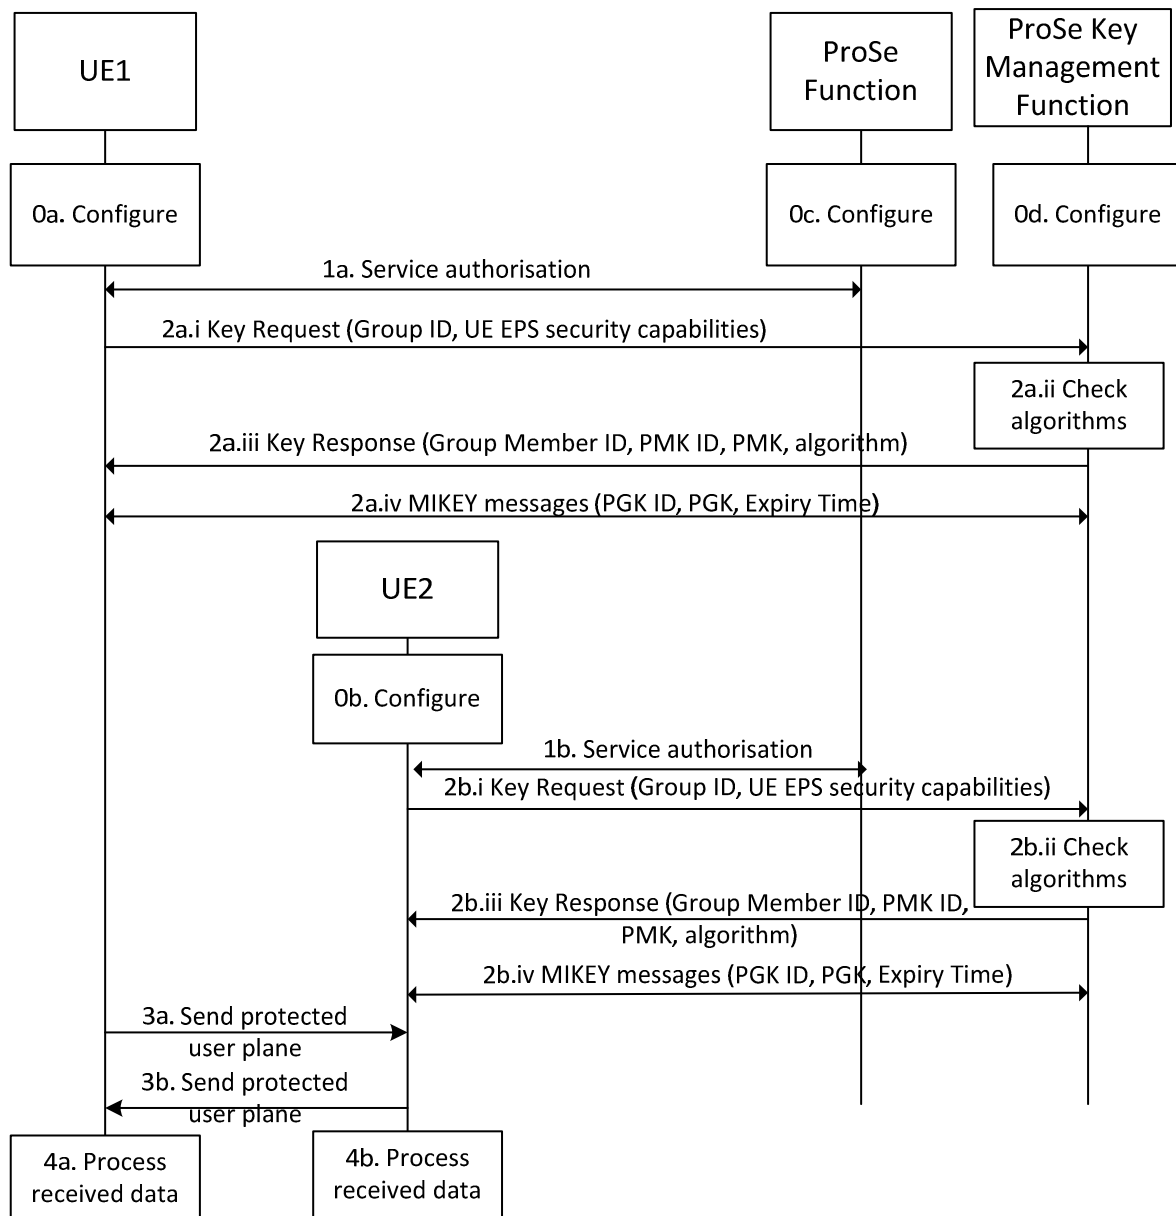 UE1
ProSe
Function
ProSe Key
Management
Function
0a. Configure
0c. Configure
0d. Configure
1a. Service authorisation
2a.i Key Request (Group ID, UE EPS security capabilities)
2a.ii Check
algorithms
2a.iii Key Response (Group Member ID, PMK ID, PMK, algorithm)
2a.iv MIKEY messages (PGK ID, PGK, Expiry Time)
UE2
0b. Configure
1b. Service authorisation
2b.i Key Request (Group ID, UE EPS security capabilities)
2b.ii Check
algorithms
2b.iii Key Response (Group Member ID, PMK ID,
PMK, algorithm)
2b.iv MIKEY messages (PGK ID, PGK, Expiry Time)
3a. Send protected
user plane
3b. Send protected
user plane
4a. Process
received data
4b. Process
received data